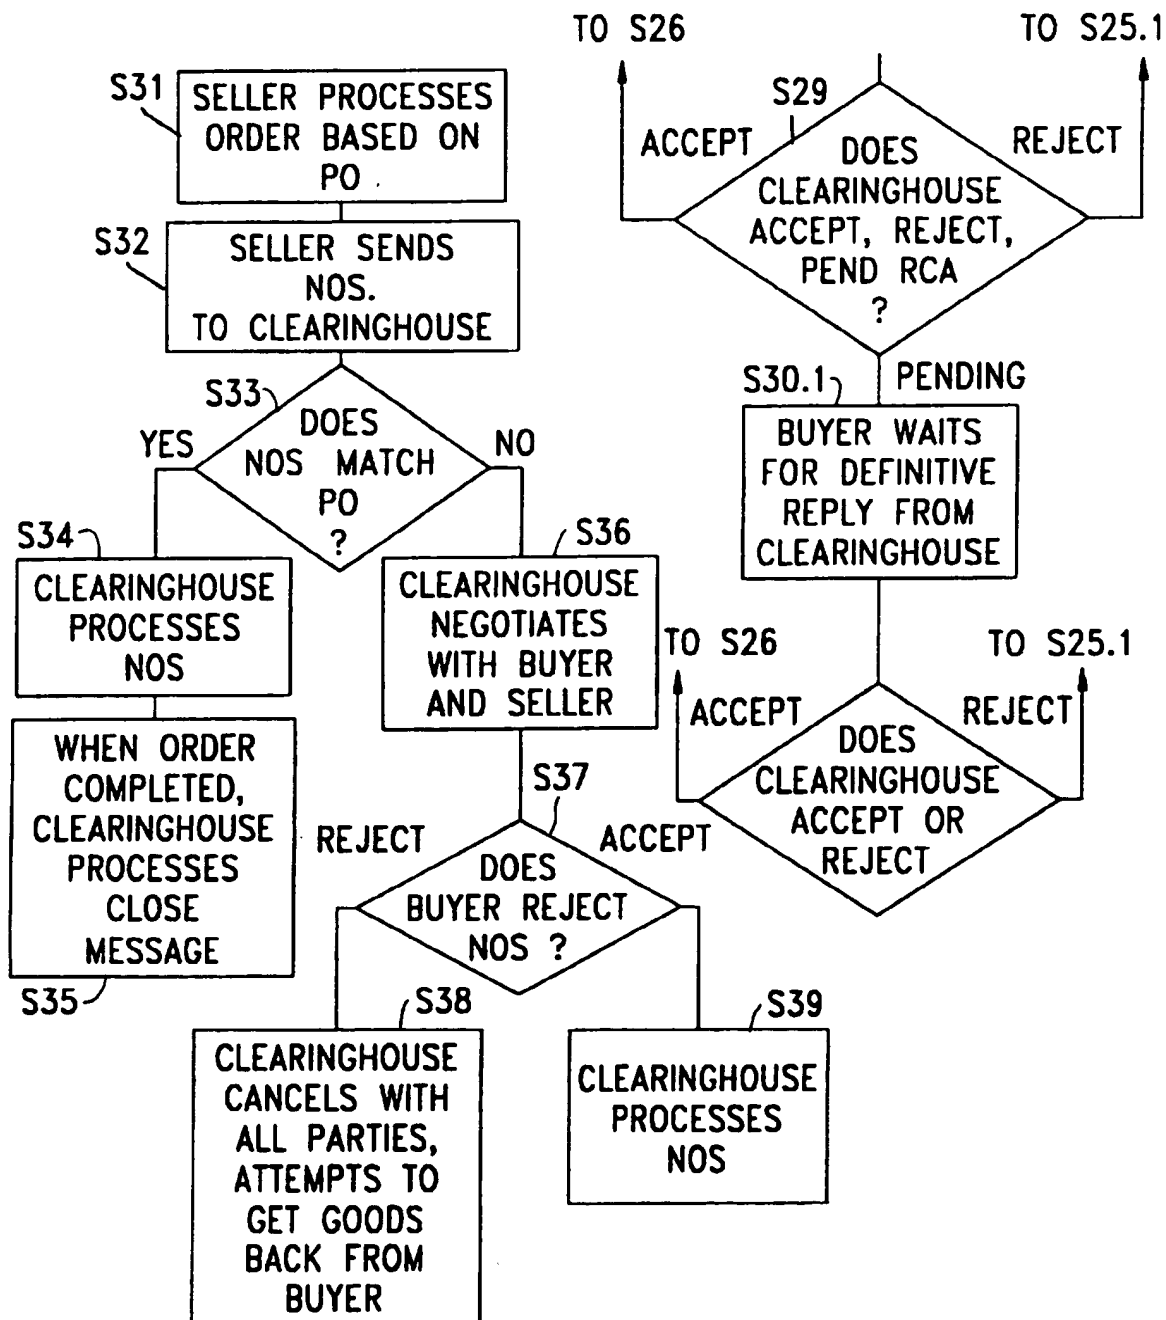 S31
SELLER PROCESSES
ORDER BASED ON
PO
S32
SELLER SENDS
NOS.
TO CLEARINGHOUSE
S33
DOES
NOS MATCH
PO
?
YES
NO
S34
CLEARINGHOUSE
PROCESSES
NOS
WHEN ORDER
COMPLETED,
CLEARINGHOUSE
PROCESSES
CLOSE
MESSAGE
S35
S36
CLEARINGHOUSE
NEGOTIATES
WITH BUYER
AND SELLER
S37
REJECT
ACCEPT
DOES
BUYER REJECT
NOS ?
S38
CLEARINGHOUSE
CANCELS WITH
ALL PARTIES,
ATTEMPTS TO
GET GOODS
BACK FROM
BUYER
S39
CLEARINGHOUSE
PROCESSES
NOS
TO S26
TO S25.1
S29
ACCEPT
REJECT
DOES
CLEARINGHOUSE
ACCEPT, REJECT,
PEND RCA
?
S30.1
PENDING
BUYER WAITS
FOR DEFINITIVE
REPLY FROM
CLEARINGHOUSE
TO S26
TO S25.1
ACCEPT
REJECT
DOES
CLEARINGHOUSE
ACCEPT OR
REJECT